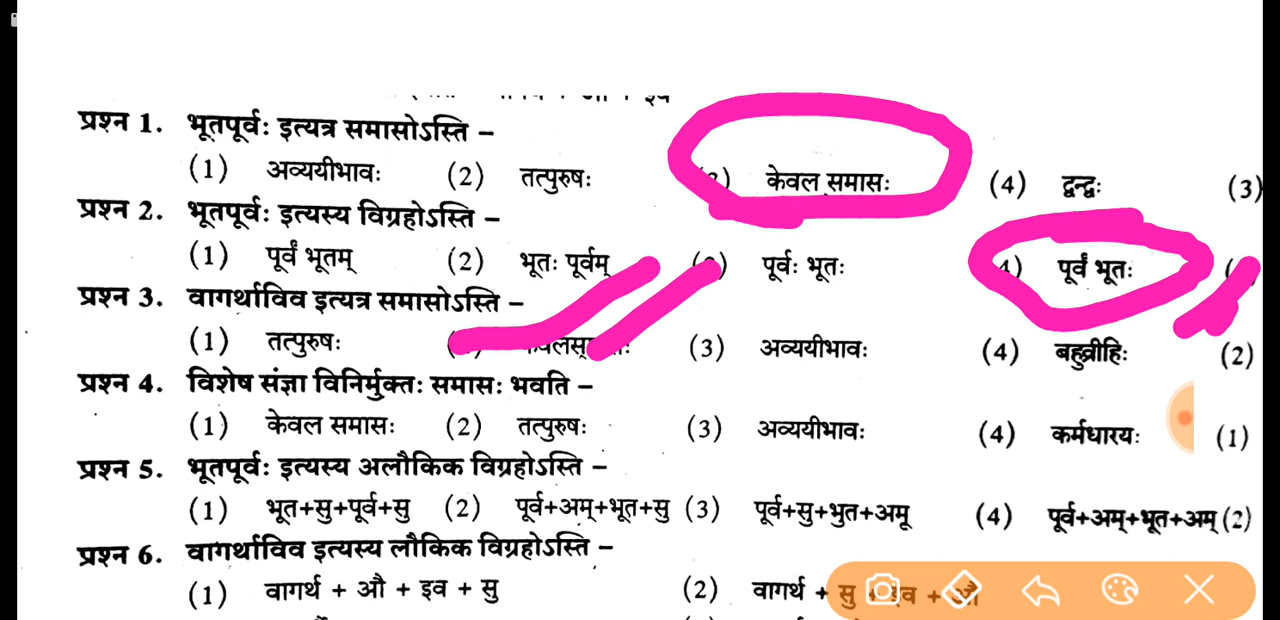 प्रश्न 1. भूतपूर्वः इत्यत्र समासोऽस्ति –
(1) अव्ययीभावः (2) तत्पुरुषः केवल समासः (4) द्वन्द्वः (3)
प्रश्न 2. भूतपूर्वः इत्यस्य विग्रहोऽस्ति –
(1) पूर्वं भूतम् (2) भूतः पूर्वम् पूर्वः भूतः पूर्वं भूतः
प्रश्न 3. वागर्थाविव इत्यत्र समासोऽस्ति –
(1) तत्पुरुषः (3) अव्ययीभावः (4) बहुव्रीहिः (2)
प्रश्न 4. विशेष संज्ञा विनिर्मुक्तः समासः भवति –
(1) केवल समासः (2) तत्पुरुषः (3) अव्ययीभावः (4) कर्मधारयः (1)
प्रश्न 5. भूतपूर्वः इत्यस्य अलौकिक विग्रहोऽस्ति –
(1) भूत+सु+पूर्व+सु (2) पूर्व+अम्+भूत+सु (3) पूर्व+सु+भुत+अमू (4) पूर्व+अम्+भूत+अम् (2)
प्रश्न 6. वागर्थाविव इत्यस्य लौकिक विग्रहोऽस्ति –
(1) वागर्थ + औ + इव + सु (2) वागर्थ + सु + इव + औ